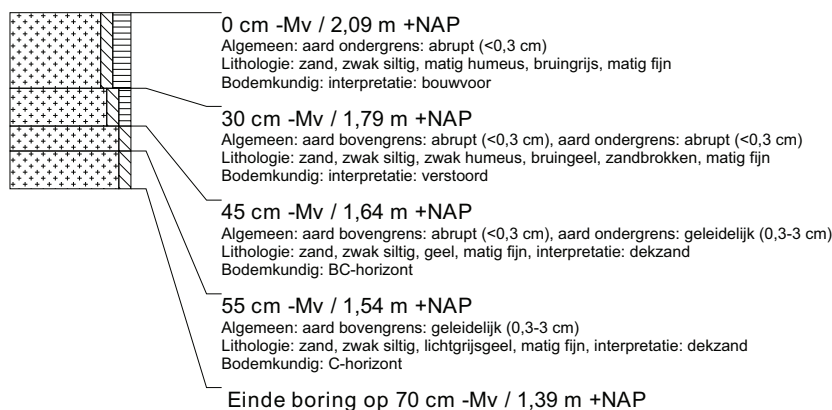 0 cm -Mv / 2,09 m +NAP
Algemeen: aard ondergrens: abrupt (<0,3 cm)
Lithologie: zand, zwak siltig, matig humeus, bruingrijs, matig fijn
Bodemkundig: interpretatie: bouwvoor
30 cm -Mv / 1,79 m +NAP
Algemeen: aard bovengrens: abrupt (<0,3 cm), aard ondergrens: abrupt (<0,3 cm)
Lithologie: zand, zwak siltig, zwak humeus, bruingeel, zandbrokken, matig fijn
Bodemkundig: interpretatie: verstoord
45 cm -Mv / 1,64 m +NAP
Algemeen: aard bovengrens: abrupt (<0,3 cm), aard ondergrens: geleidelijk (0,3-3 cm)
Lithologie: zand, zwak siltig, geel, matig fijn, interpretatie: dekzand
Bodemkundig: BC-horizont
55 cm -Mv / 1,54 m +NAP
Algemeen: aard bovengrens: geleidelijk (0,3-3 cm)
Lithologie: zand, zwak siltig, lichtgrijsgeel, matig fijn, interpretatie: dekzand
Bodemkundig: C-horizont
Einde boring op 70 cm -Mv / 1,39 m +NAP